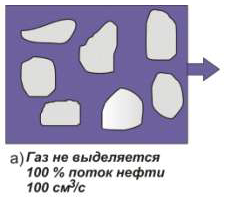 а) Газ не выделяется
100 % поток нефти
100 см³/с